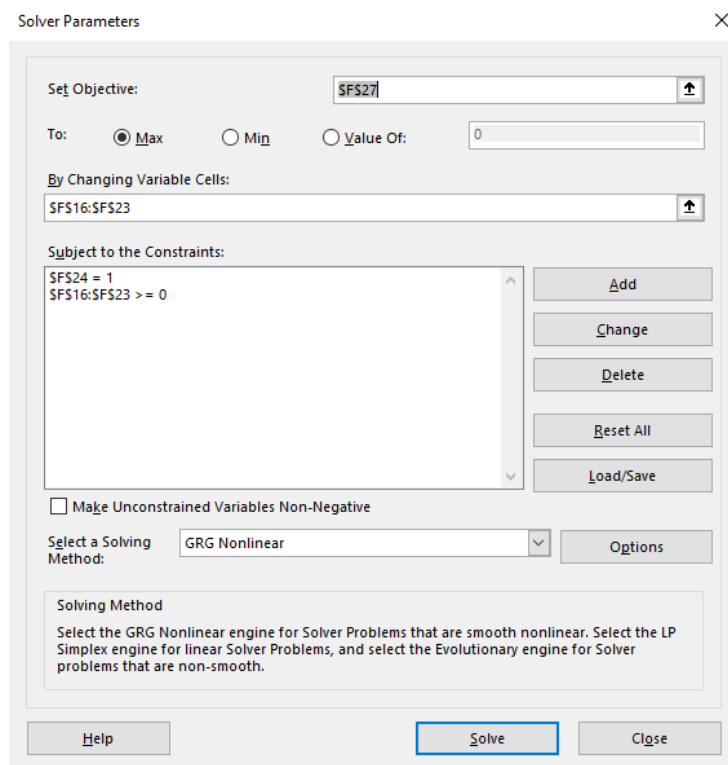 Solver Parameters
Set Objective:
$F$27
To:
Max
Min
Value Of:
0
By Changing Variable Cells:
$F$16:$F$23
Subject to the Constraints:
$F$24 = 1
$F$16:$F$23 >= 0
Add
Change
Delete
Reset All
Load/Save
Make Unconstrained Variables Non-Negative
Select a Solving
Method:
GRG Nonlinear
Options
Solving Method
Select the GRG Nonlinear engine for Solver Problems that are smooth nonlinear. Select the LP
Simplex engine for linear Solver Problems, and select the Evolutionary engine for Solver
problems that are non-smooth.
Help
Solve
Close